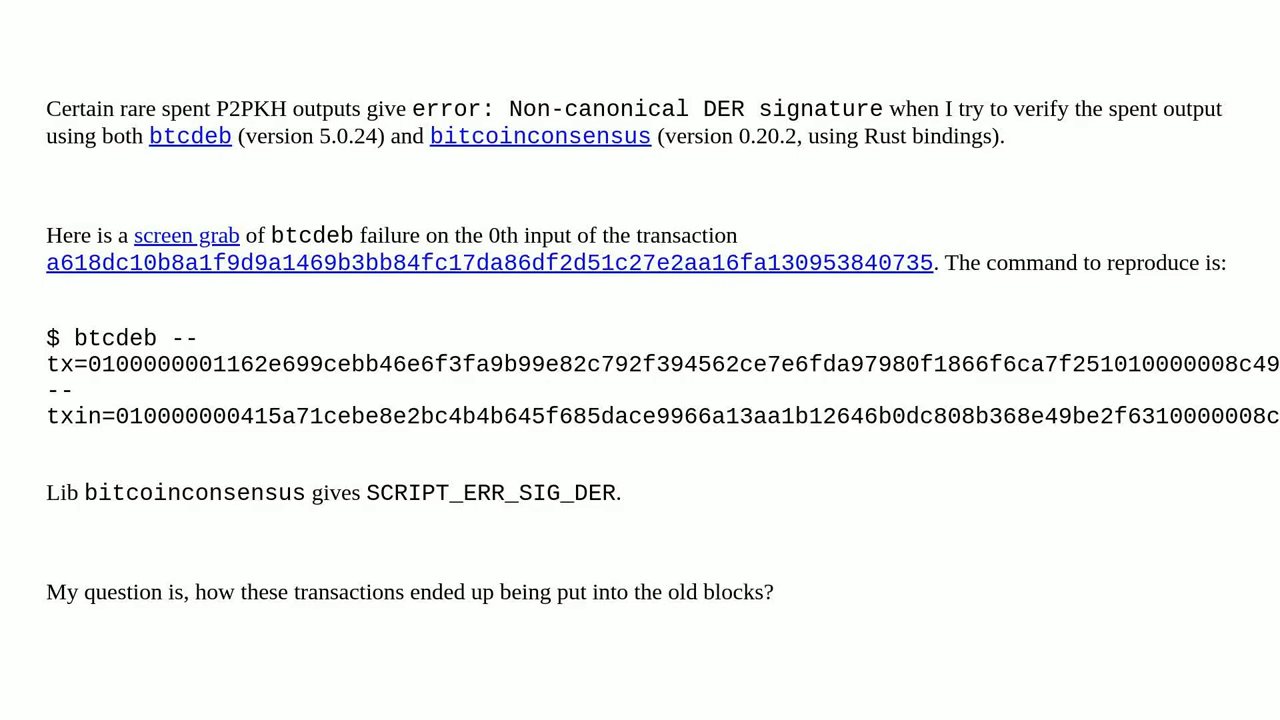 Certain rare spent P2PKH outputs give error: Non-canonical DER signature when I try to verify the spent output
using both btcdeb (version 5.0.24) and bitcoinconsensus (version 0.20.2, using Rust bindings).
Here is a screen grab of btcdeb failure on the 0th input of the transaction
a618dc10b8a1f9d9a1469b3bb84fc17da86df2d51c27e2aa16fa130953840735. The command to reproduce is:
$ btcdeb --
tx=0100000001162e699cebb46e6f3fa9b99e82c792f394562ce7e6fda97980f1866f6ca7f251010000008c49
--
txin=010000000415a71cebe8e2bc4b4b645f685dace9966a13aa1b12646b0dc808b368e49be2f6310000008c
Lib bitcoinconsensus gives SCRIPT_ERR_SIG_DER.
My question is, how these transactions ended up being put into the old blocks?